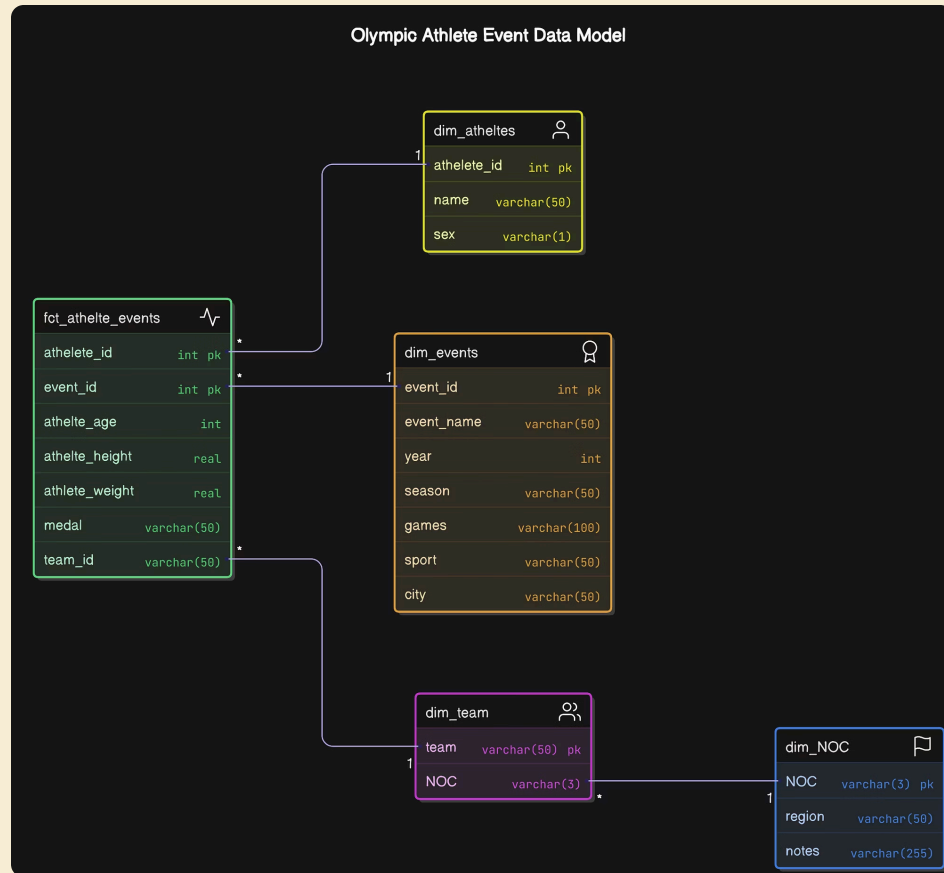 Olympic Athlete Event Data Model
dim_atheltes
1
athelete_id int pk
name varchar(50)
sex varchar(1)
fct_athelte_events
athelete_id int pk
*
event_id int pk
*
athelte_age int
athelte_height real
athlete_weight real
medal varchar(50)
team_id varchar(50)
*
dim_events
1
event_id int pk
event_name varchar(50)
year int
season varchar(50)
games varchar(100)
sport varchar(50)
city varchar(50)
dim_team
team varchar(50) pk
1
NOC varchar(3)
*
dim_NOC
NOC varchar(3) pk
1
region varchar(50)
notes varchar(255)